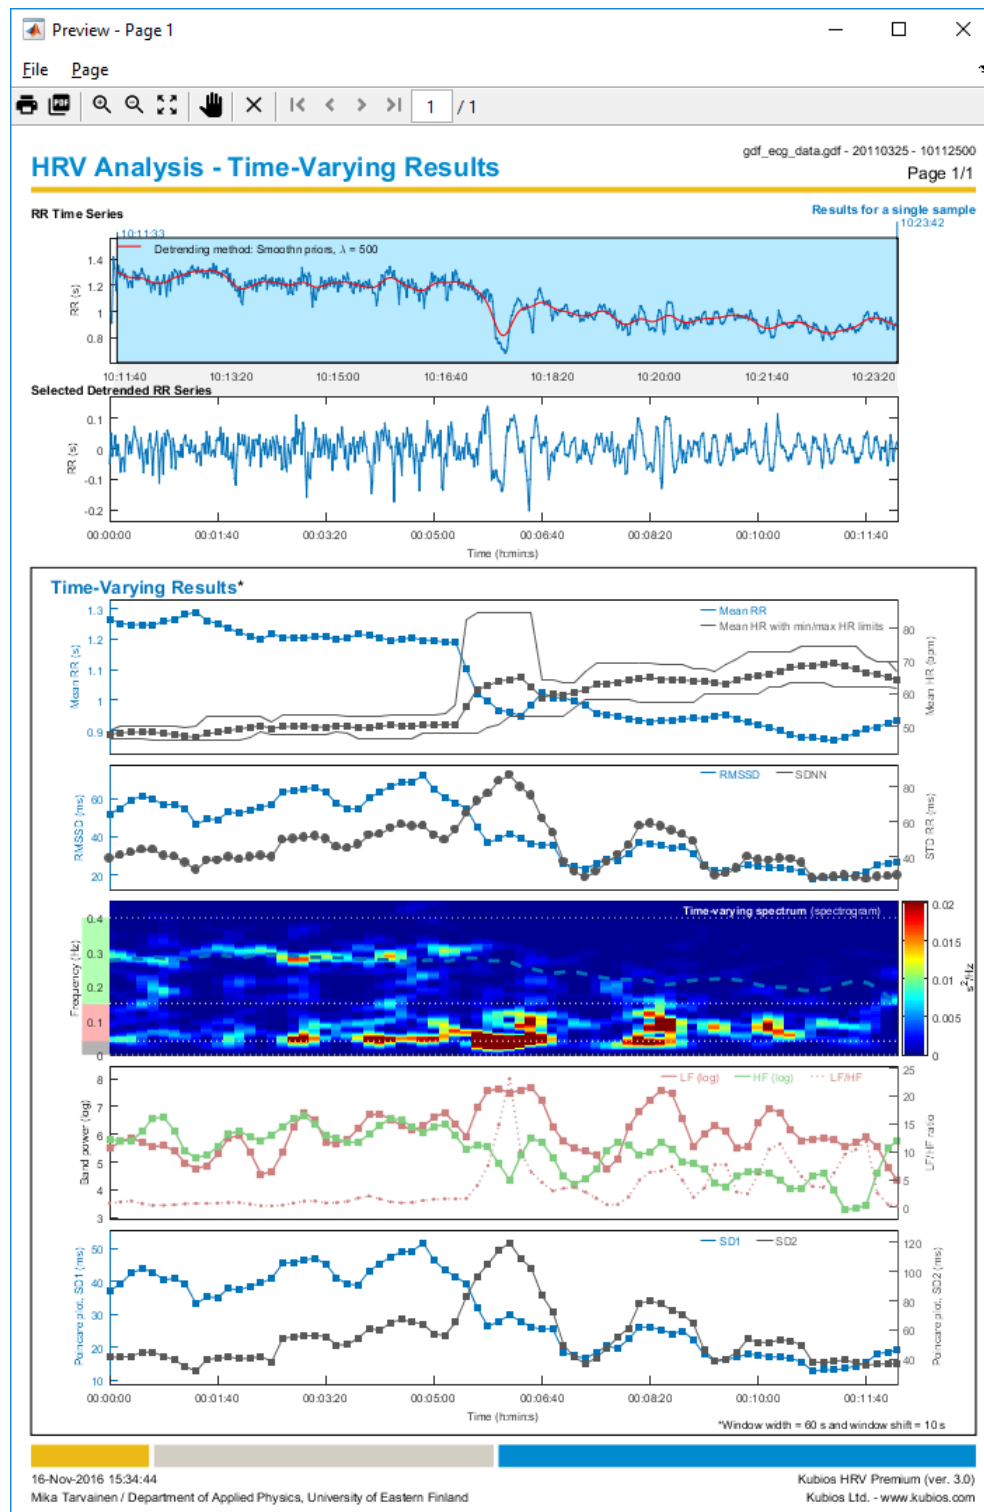 Preview - Page 1
File Page
1 / 1
HRV Analysis - Time-Varying Results
gdf_ecg_data.gdf - 20110325 - 10112500
Page 1/1
RR Time Series
Results for a single sample
10:11:33
10:23:42
Detrending method: Smoothn priors, λ = 500
RR (s)
1.4
1.2
1
0.8
10:11:40 10:13:20 10:15:00 10:16:40 10:18:20 10:20:00 10:21:40 10:23:20
Selected Detrended RR Series
RR (s)
0.1
0
-0.1
-0.2
00:00:00 00:01:40 00:03:20 00:05:00 00:06:40 00:08:20 00:10:00 00:11:40
Time (h:min:s)
Time-Varying Results*
Mean RR (s)
1.3
1.2
1.1
1
0.9
Mean RR
Mean HR with min/max HR limits
80
70
60
50
Mean HR (bpm)
RMSSD (ms)
60
40
20
RMSSD SDNN
80
60
40
STD RR (ms)
Frequency (Hz)
0.4
0.3
0.2
0.1
0
Time-varying spectrum (spectrogram)
0.02
0.015
0.01
0.005
0
s²/Hz
Band power (log)
8
7
6
5
4
3
LF (log) HF (log) LF/HF
25
20
15
10
5
0
LF/HF ratio
Poincare plot, SD1 (ms)
50
40
30
20
10
SD1 SD2
120
100
80
60
40
Poincare plot, SD2 (ms)
00:00:00 00:01:40 00:03:20 00:05:00 00:06:40 00:08:20 00:10:00 00:11:40
Time (h:min:s)
*Window width = 60 s and window shift = 10 s
16-Nov-2016 15:34:44
Mika Tarvainen / Department of Applied Physics, University of Eastern Finland
Kubios HRV Premium (ver. 3.0)
Kubios Ltd. - www.kubios.com